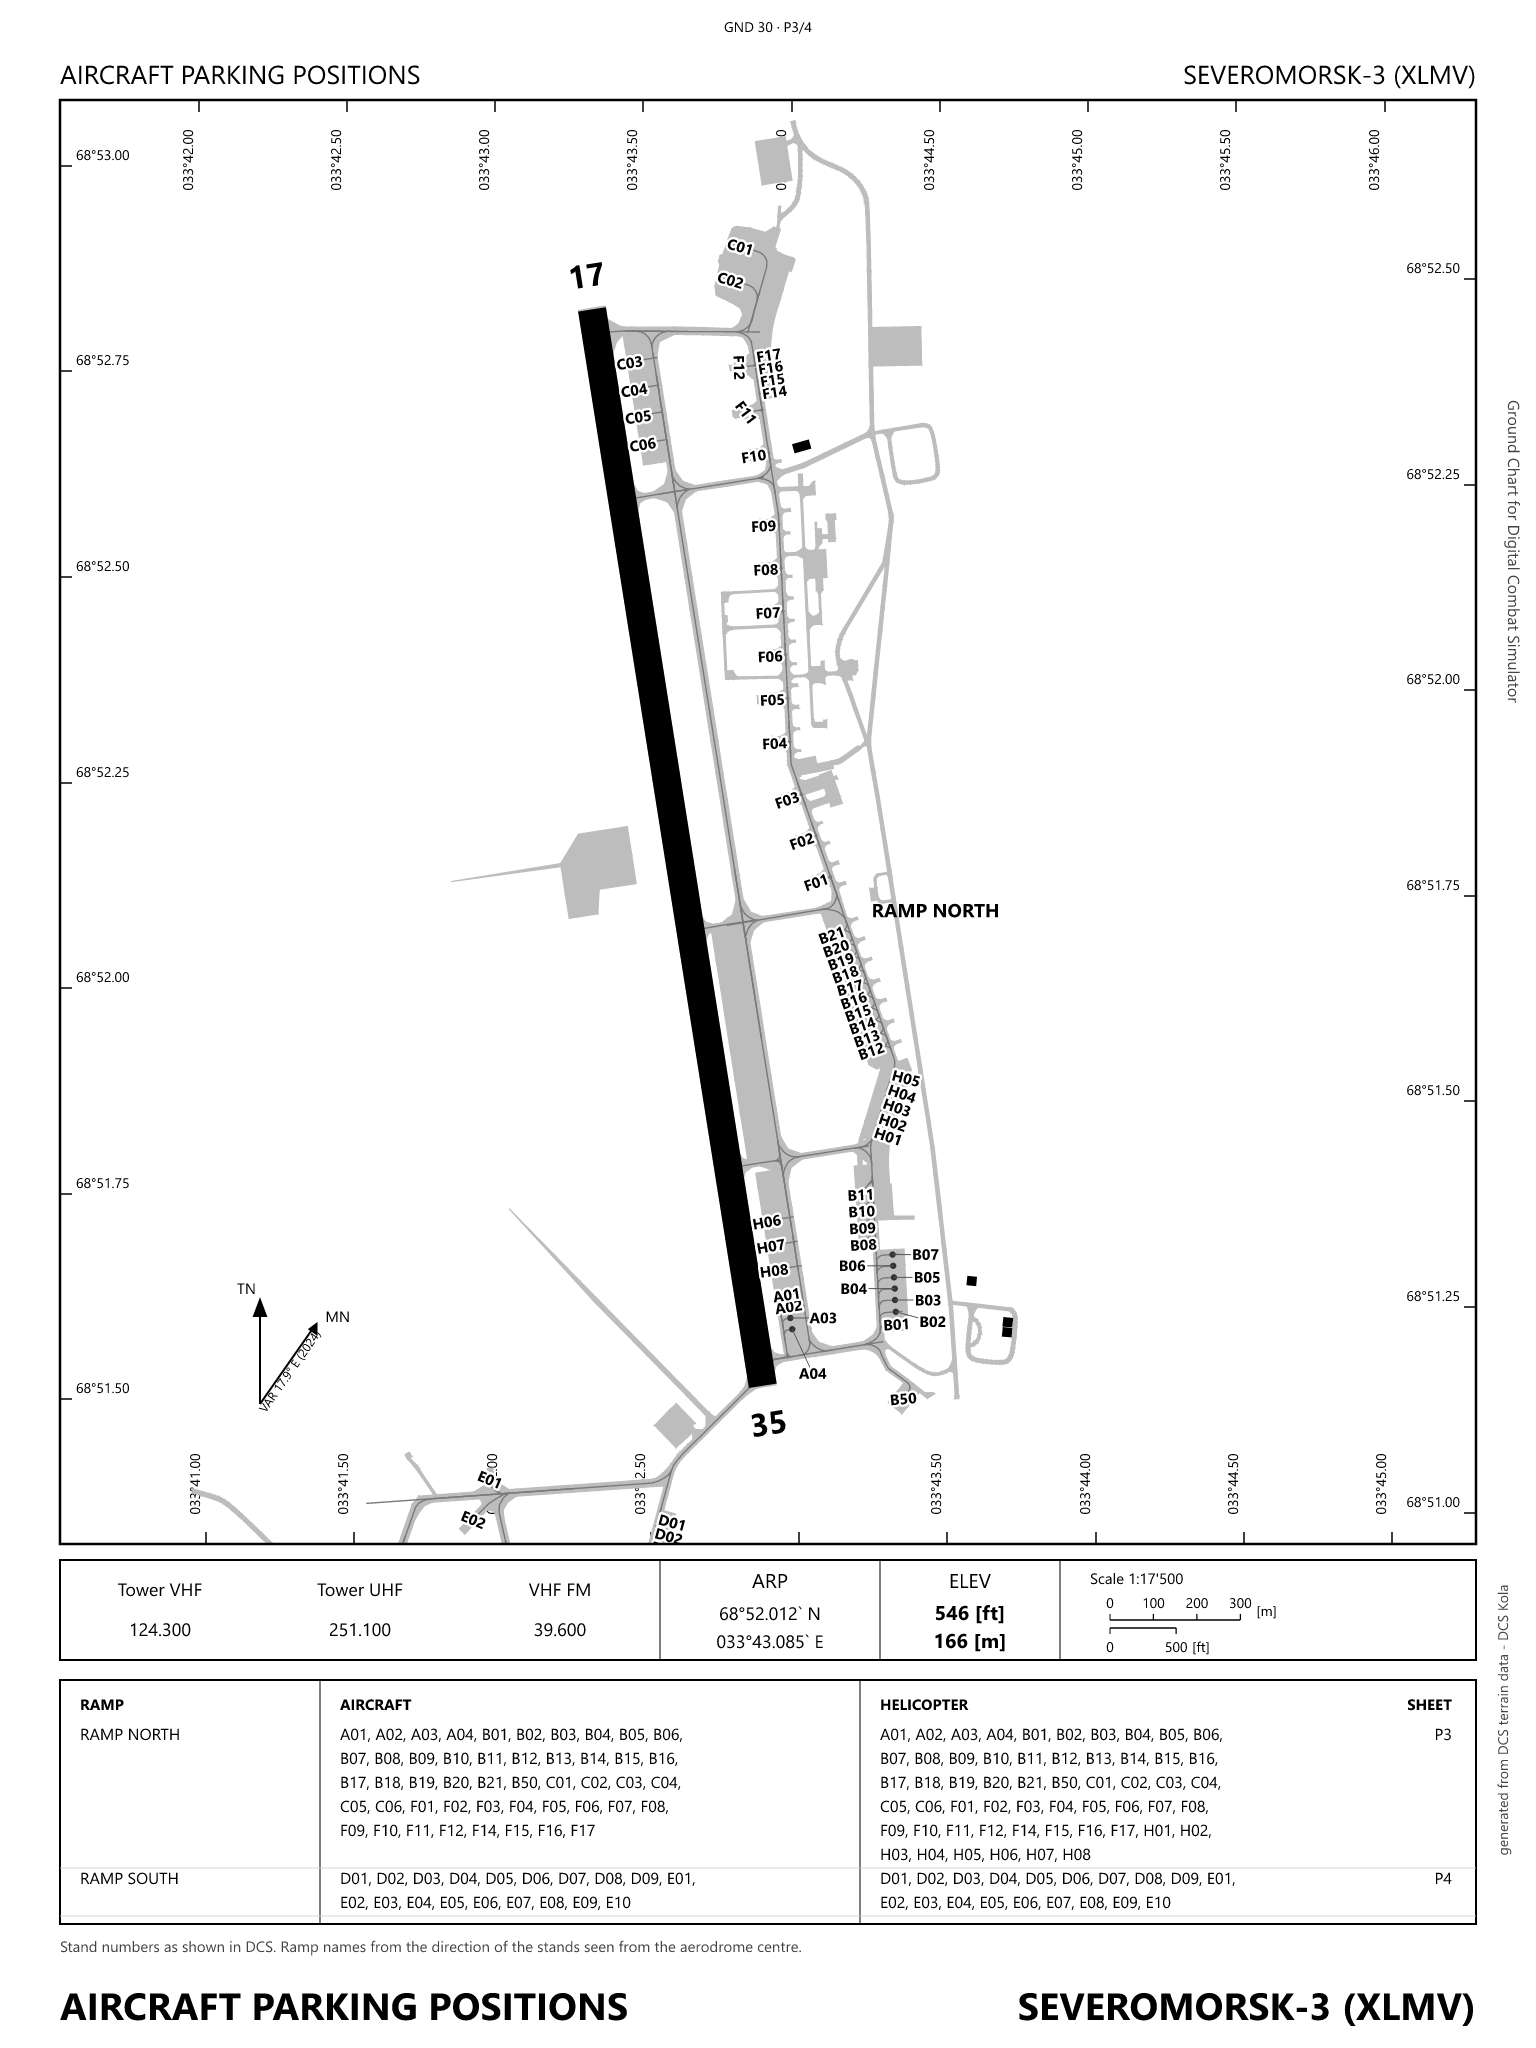 GND 30 · P3/4
AIRCRAFT PARKING POSITIONS
SEVEROMORSK-3 (XLMV)
033°42.00
033°42.50
033°43.00
033°43.50
033°44.50
033°45.00
033°45.50
033°46.00
68°53.00
68°52.75
68°52.50
68°52.25
68°52.00
68°51.75
68°51.50
68°52.50
68°52.25
68°52.00
68°51.75
68°51.50
68°51.25
68°51.00
17
C01
C02
C03
C04
C05
C06
F12
F17
F16
F15
F14
F11
F10
F09
F08
F07
F06
F05
F04
F03
F02
F01
RAMP NORTH
B21
B20
B19
B18
B17
B16
B15
B14
B13
B12
H05
H04
H03
H02
H01
B11
B10
B09
B08
B07
B06
B05
B04
B03
B02
B01
H06
H07
H08
A01
A02
A03
A04
B50
35
TN
MN
VAR 17.9° E (2024)
E01
E02
D01
D02
033°41.00
033°41.50
033°43.50
033°44.00
033°44.50
033°45.00
Ground Chart for Digital Combat Simulator
Tower VHF
124.300
Tower UHF
251.100
VHF FM
39.600
ARP
68°52.012` N
033°43.085` E
ELEV
546 [ft]
166 [m]
Scale 1:17'500
0 100 200 300 [m]
0 500 [ft]
generated from DCS terrain data - DCS Kola
RAMP AIRCRAFT HELICOPTER SHEET
RAMP NORTH
A01, A02, A03, A04, B01, B02, B03, B04, B05, B06,
B07, B08, B09, B10, B11, B12, B13, B14, B15, B16,
B17, B18, B19, B20, B21, B50, C01, C02, C03, C04,
C05, C06, F01, F02, F03, F04, F05, F06, F07, F08,
F09, F10, F11, F12, F14, F15, F16, F17
A01, A02, A03, A04, B01, B02, B03, B04, B05, B06,
B07, B08, B09, B10, B11, B12, B13, B14, B15, B16,
B17, B18, B19, B20, B21, B50, C01, C02, C03, C04,
C05, C06, F01, F02, F03, F04, F05, F06, F07, F08,
F09, F10, F11, F12, F14, F15, F16, F17, H01, H02,
H03, H04, H05, H06, H07, H08
P3
RAMP SOUTH
D01, D02, D03, D04, D05, D06, D07, D08, D09, E01,
E02, E03, E04, E05, E06, E07, E08, E09, E10
D01, D02, D03, D04, D05, D06, D07, D08, D09, E01,
E02, E03, E04, E05, E06, E07, E08, E09, E10
P4
Stand numbers as shown in DCS. Ramp names from the direction of the stands seen from the aerodrome centre.
AIRCRAFT PARKING POSITIONS
SEVEROMORSK-3 (XLMV)